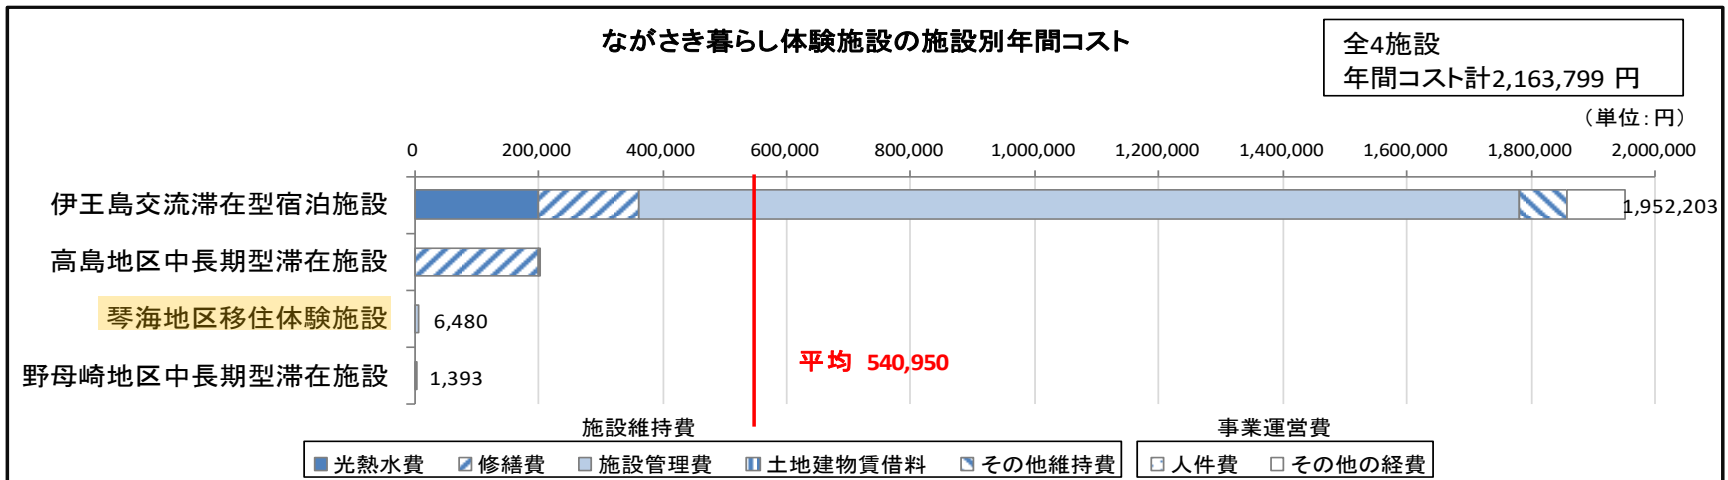 ながさき暮らし体験施設の施設別年間コスト
全4施設
年間コスト計2,163,799 円
（単位：円）
0 200,000 400,000 600,000 800,000 1,000,000 1,200,000 1,400,000 1,600,000 1,800,000 2,000,000
伊王島交流滞在型宿泊施設 1,952,203
高島地区中長期型滞在施設
琴海地区移住体験施設 6,480
野母崎地区中長期型滞在施設 1,393
平均 540,950
施設維持費 事業運営費
光熱水費 修繕費 施設管理費 土地建物賃借料 その他維持費 人件費 その他の経費